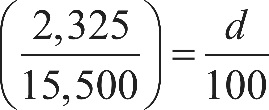 (2,325/15,500) = d/100